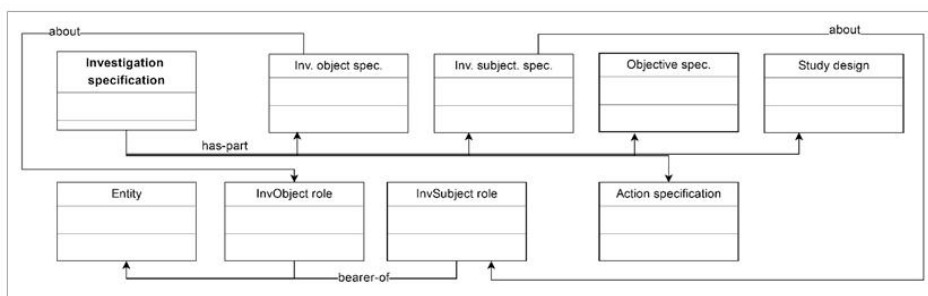 about
about
Investigation
specification
Inv. object spec.
Inv. subject. spec.
Objective spec.
Study design
has-part
Entity
InvObject role
InvSubject role
Action specification
bearer-of